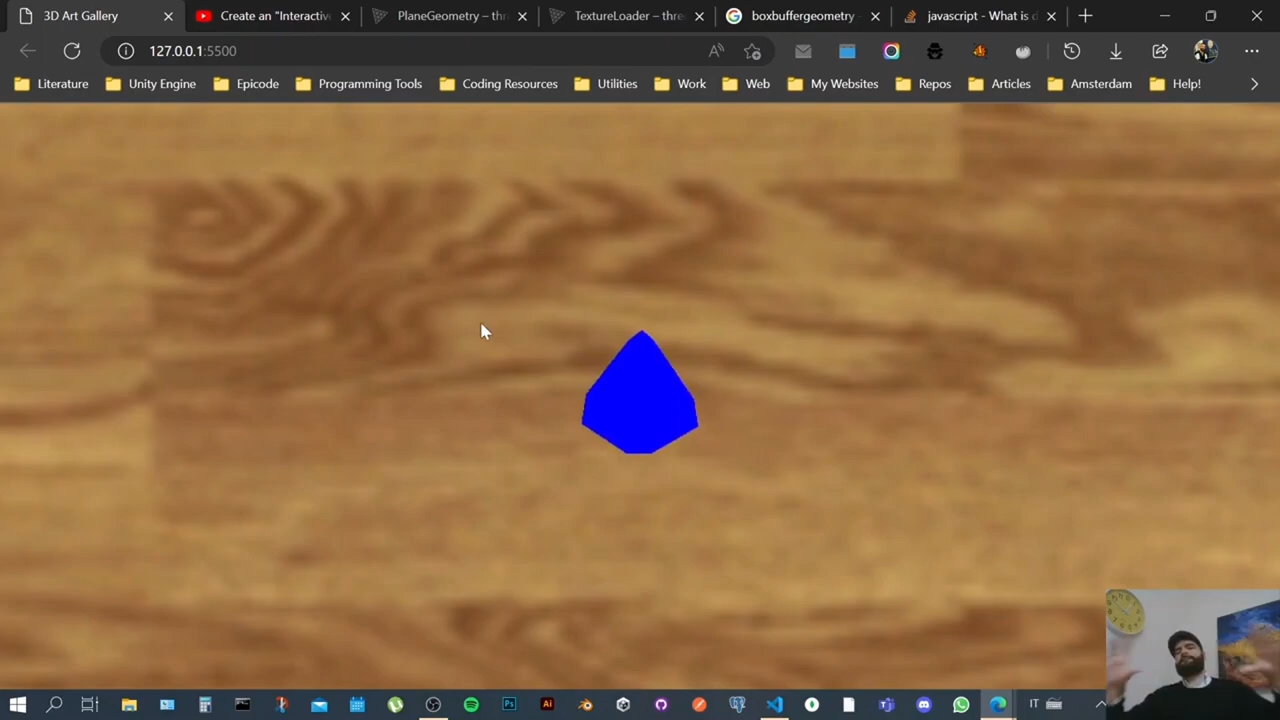 3D Art Gallery
Create an "Interactiv
PlaneGeometry – thr
TextureLoader – thre
boxbuffergeometry
javascript - What is d
127.0.0.1:5500
Literature
Unity Engine
Epicode
Programming Tools
Coding Resources
Utilities
Work
Web
My Websites
Repos
Articles
Amsterdam
Help!
IT